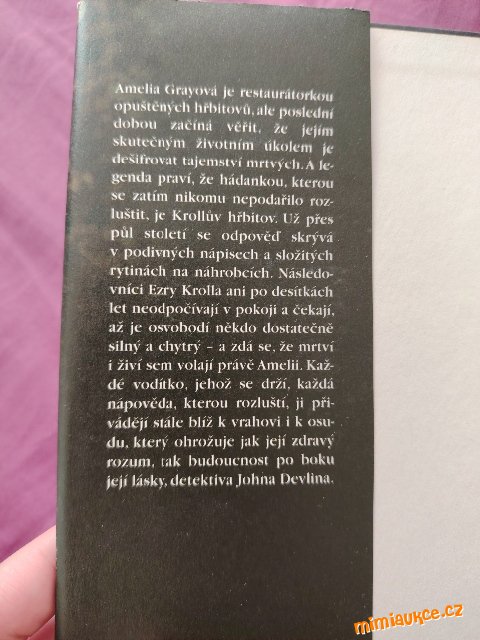 Amelia Grayová je restaurátorkou
opuštěných hřbitovů, ale poslední
dobou začíná věřit, že jejím
skutečným životním úkolem je
dešifrovat tajemství mrtvých. A le-
genda praví, že hádankou, kterou
se zatím nikomu nepodařilo roz-
luštit, je Krollův hřbitov. Už přes
půl století se odpověď skrývá
v podivných nápisech a složitých
rytinách na náhrobcích. Následo-
vníci Ezry Krolla ani po desítkách
let neodpočívají v pokoji a čekají,
až je osvobodí někdo dostatečně
silný a chytrý – a zdá se, že mrtví
i živí sem volají právě Amelii. Kaž-
dé vodítko, jehož se drží, každá
nápověda, kterou rozluští, ji při-
vádějí stále blíž k vrahovi i k osu-
du, který ohrožuje jak její zdravý
rozum, tak budoucnost po boku
její lásky, detektiva Johna Devlina.
mimiaukce.cz